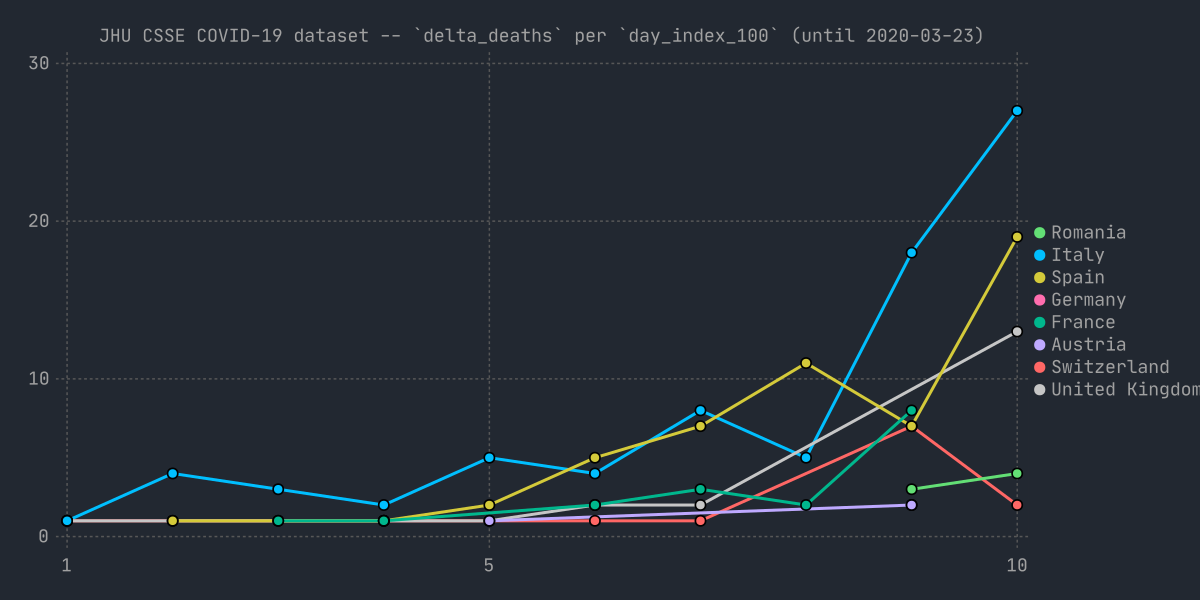 JHU CSSE COVID-19 dataset -- `delta_deaths` per `day_index_100` (until 2020-03-23)
30
20
10
0
1
5
10
Romania
Italy
Spain
Germany
France
Austria
Switzerland
United Kingdom